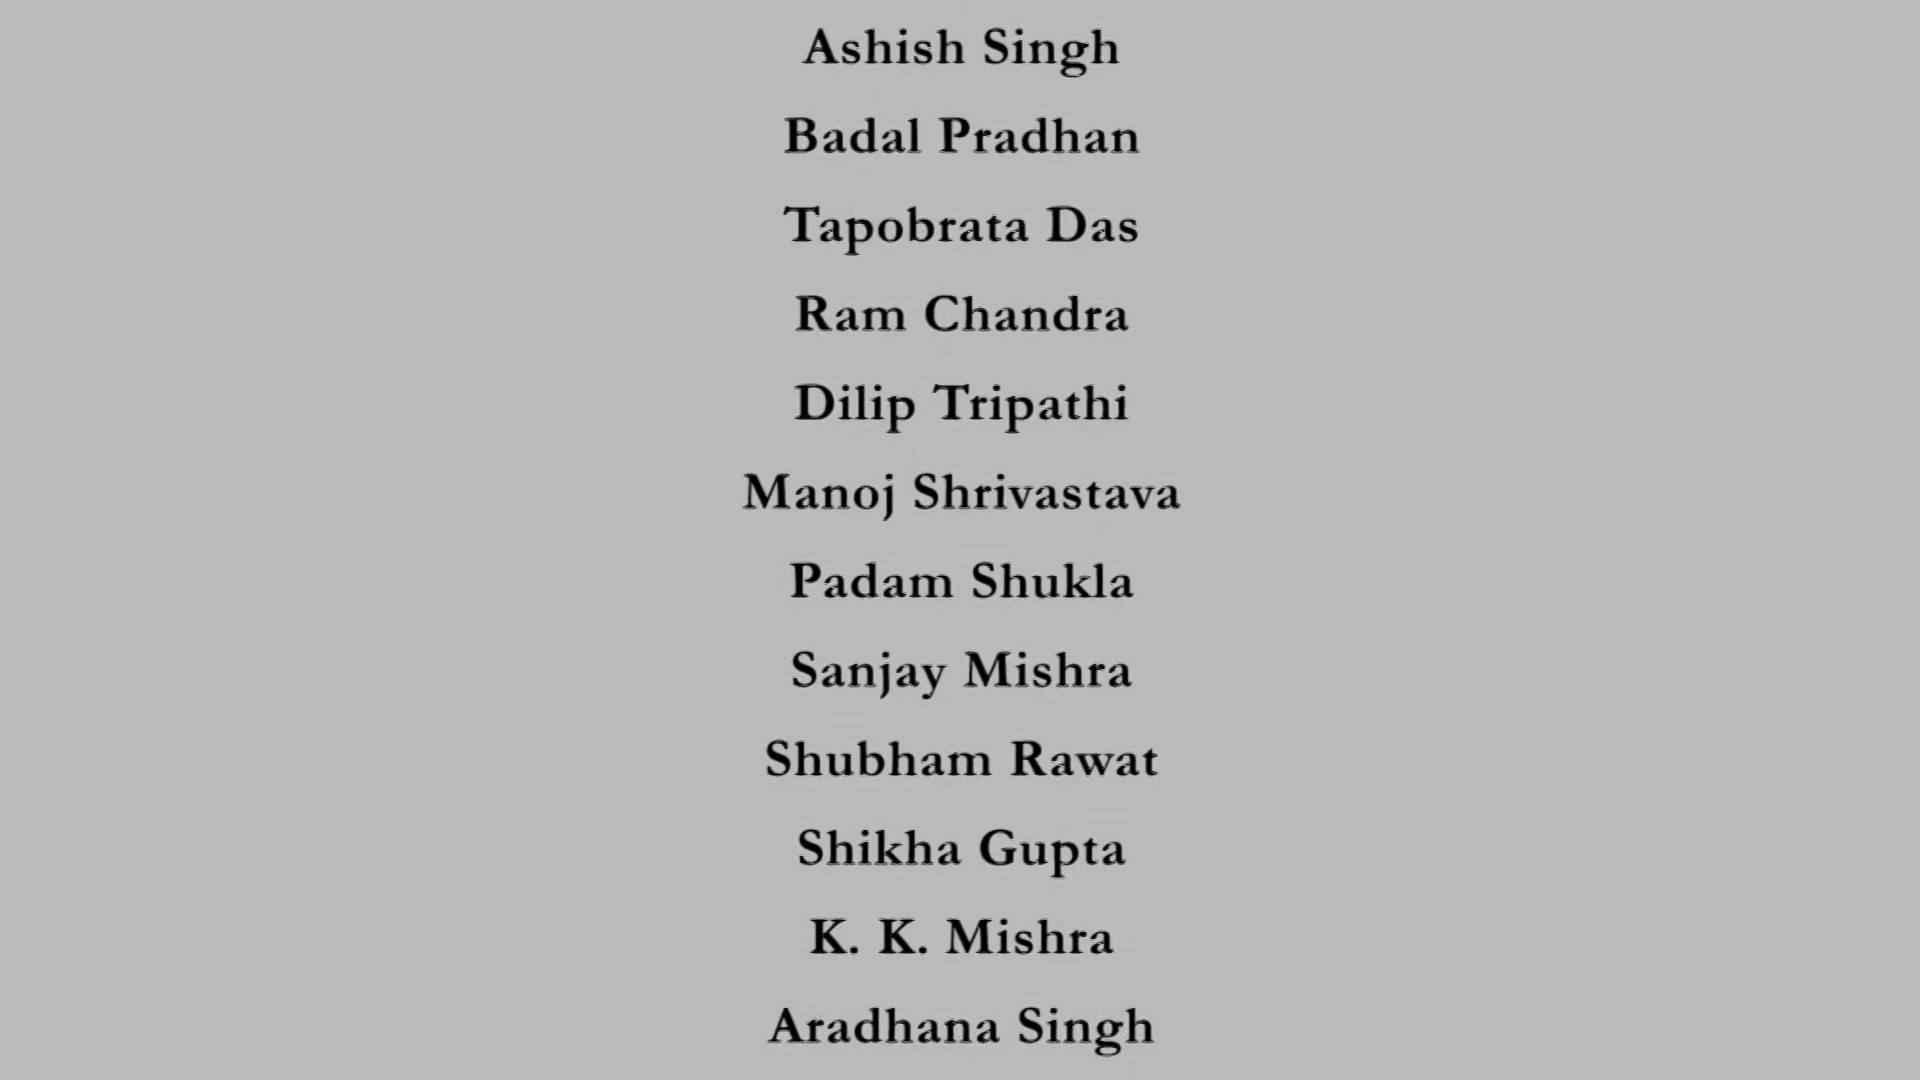 Ashish Singh
Badal Pradhan
Tapobrata Das
Ram Chandra
Dilip Tripathi
Manoj Shrivastava
Padam Shukla
Sanjay Mishra
Shubham Rawat
Shikha Gupta
K. K. Mishra
Aradhana Singh